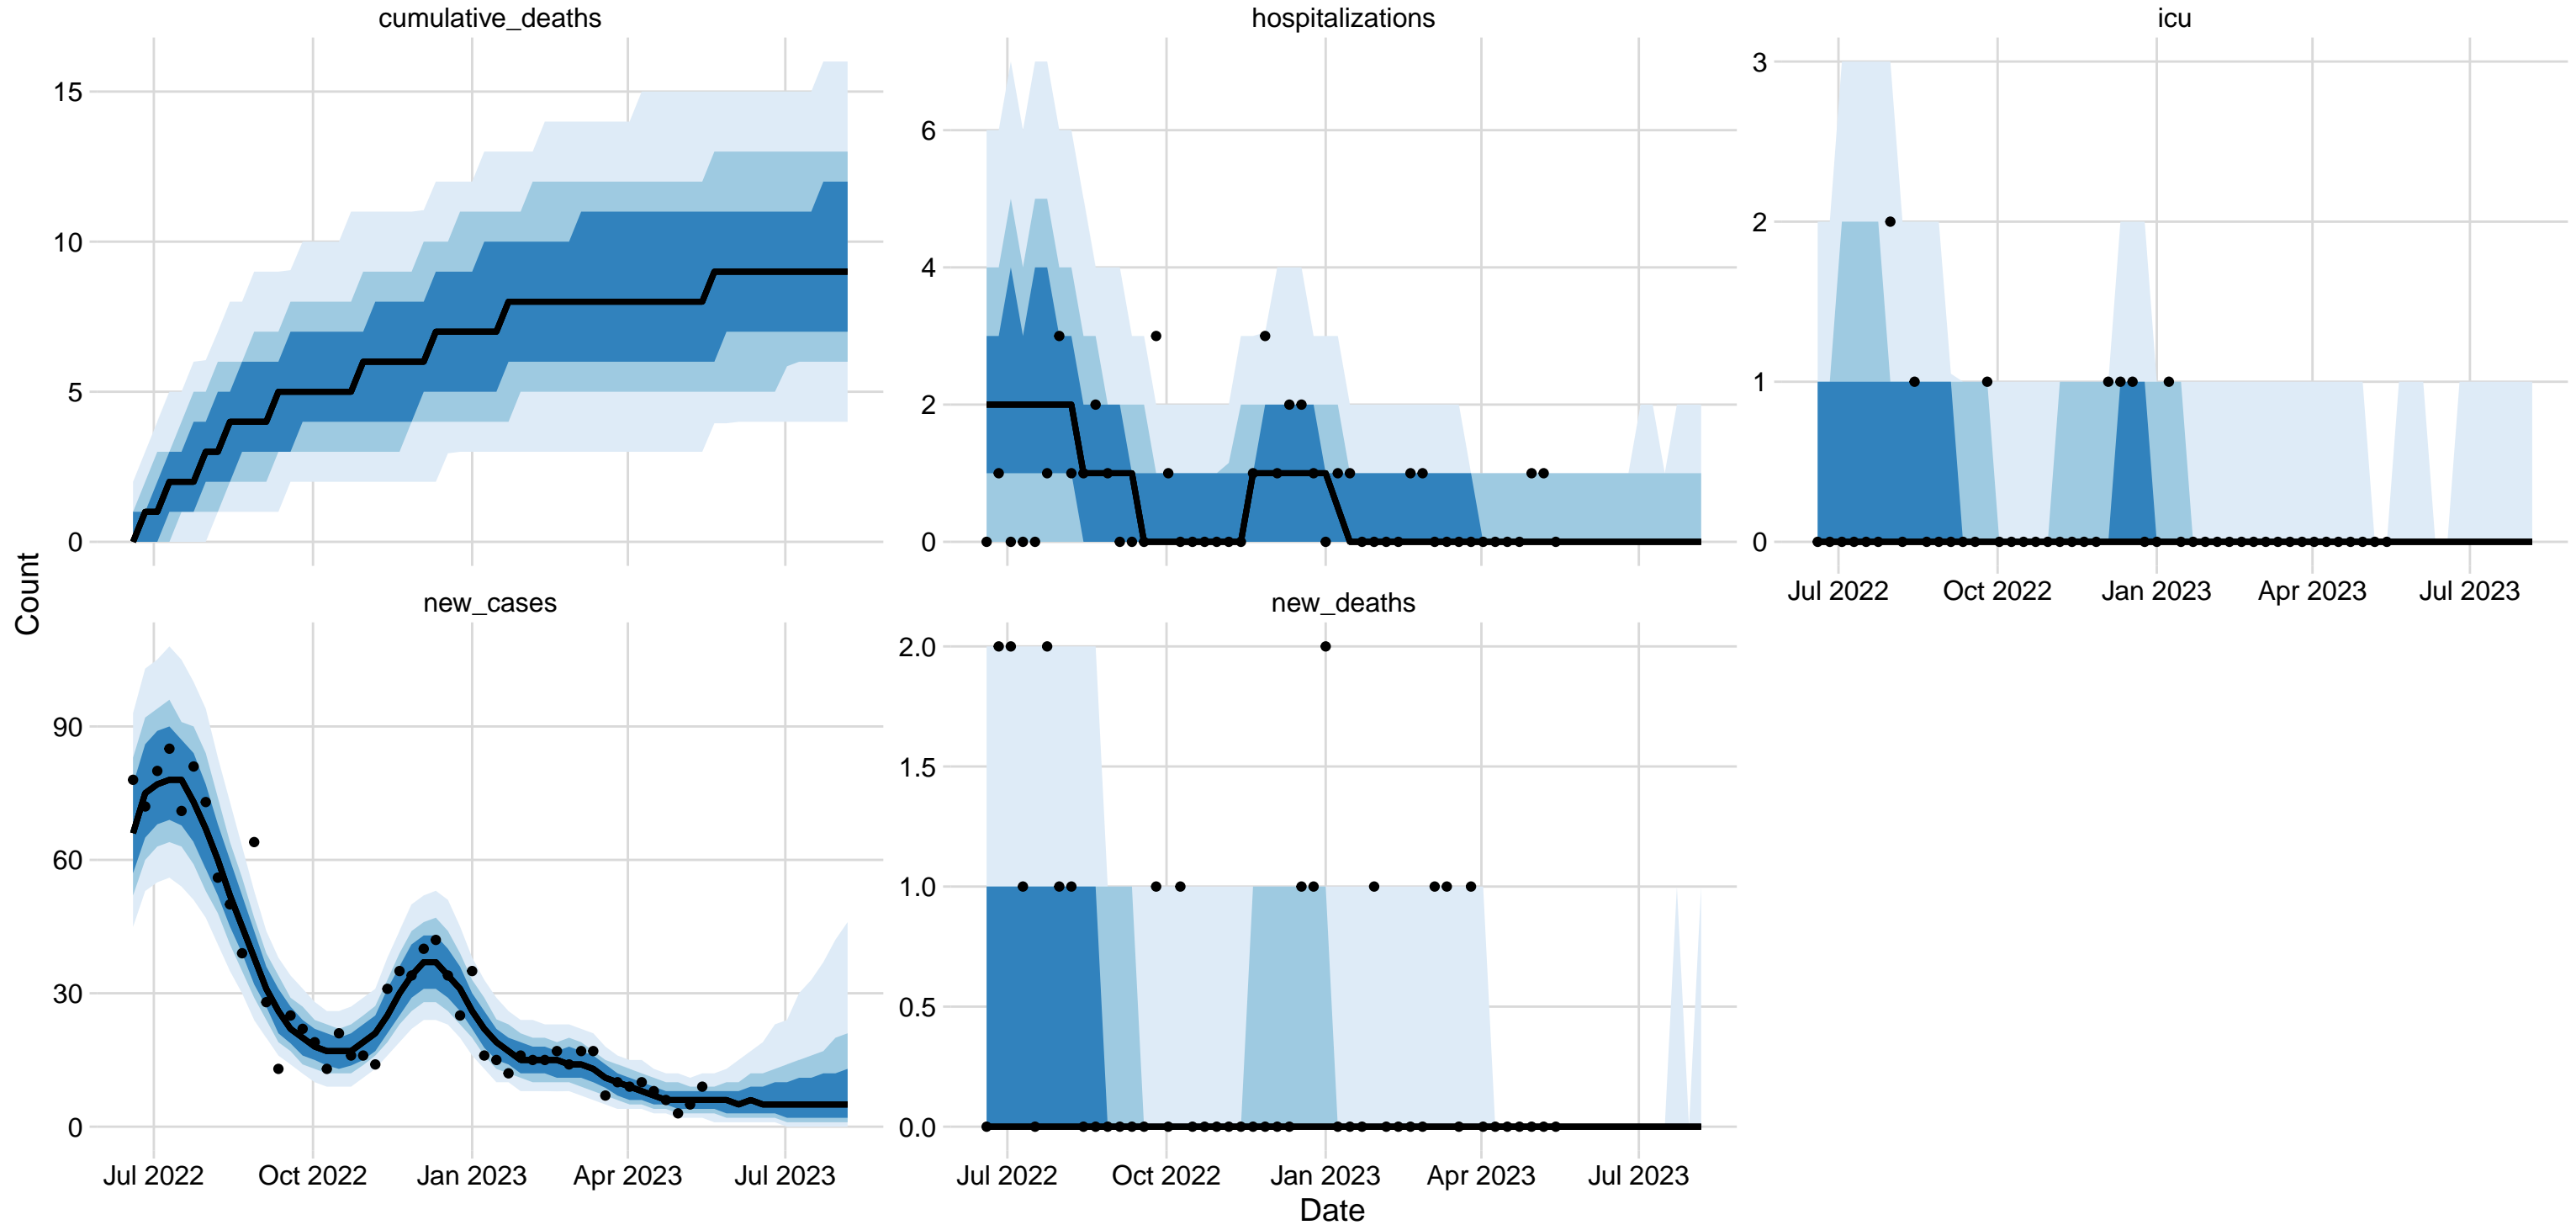 cumulative_deaths
hospitalizations
icu
15
10
5
0
6
4
2
0
3
2
1
0
Jul 2022
Oct 2022
Jan 2023
Apr 2023
Jul 2023
Count
new_cases
new_deaths
90
60
30
0
2.0
1.5
1.0
0.5
0.0
Jul 2022
Oct 2022
Jan 2023
Apr 2023
Jul 2023
Jul 2022
Oct 2022
Jan 2023
Apr 2023
Jul 2023
Date